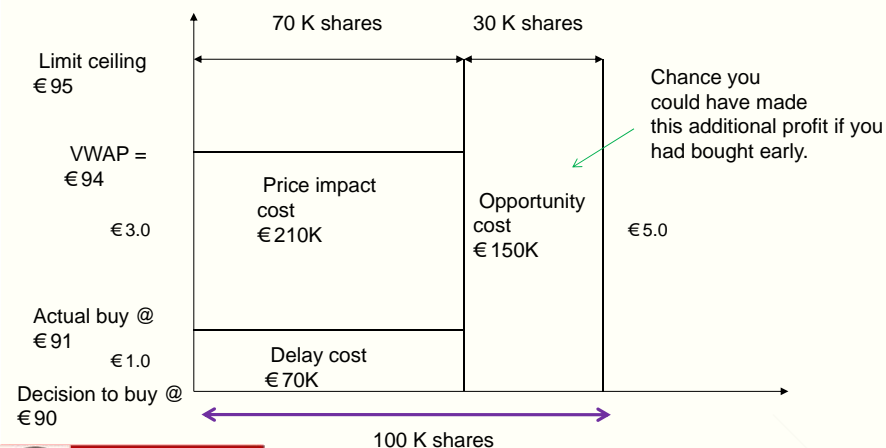 70 K shares
30 K shares
Limit ceiling
€95
Chance you
could have made
this additional profit if you
had bought early.
VWAP =
€94
Price impact
cost
€210K
Opportunity
cost
€150K
€3.0
€5.0
Actual buy @
€91
€1.0
Delay cost
€70K
Decision to buy @
€90
100 K shares